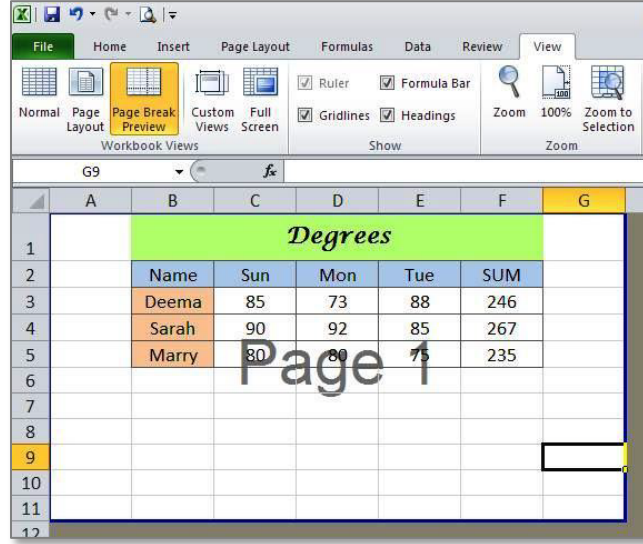 File Home Insert Page Layout Formulas Data Review View
Ruler Formula Bar
Normal Page Page Break Custom Full Gridlines Headings Zoom 100% Zoom to
Layout Preview Views Screen Selection
Workbook Views Show Zoom
G9 fx
A B C D E F G
1 Degrees
2 Name Sun Mon Tue SUM
3 Deema 85 73 88 246
4 Sarah 90 92 85 267
5 Marry 80 80 75 235
Page 1
6
7
8
9
10
11
12